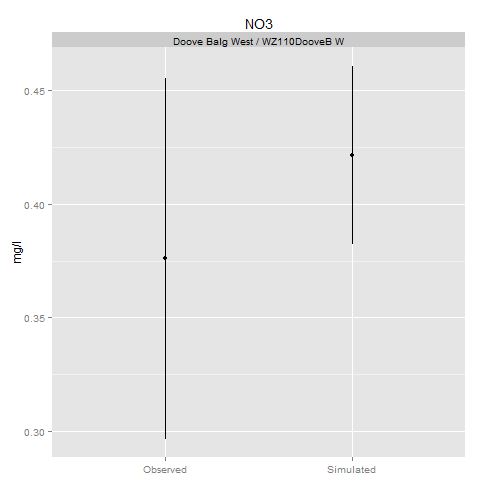 NO3
Doove Balg West / WZ110DooveB W
mg/l
0.45
0.40
0.35
0.30
Observed
Simulated